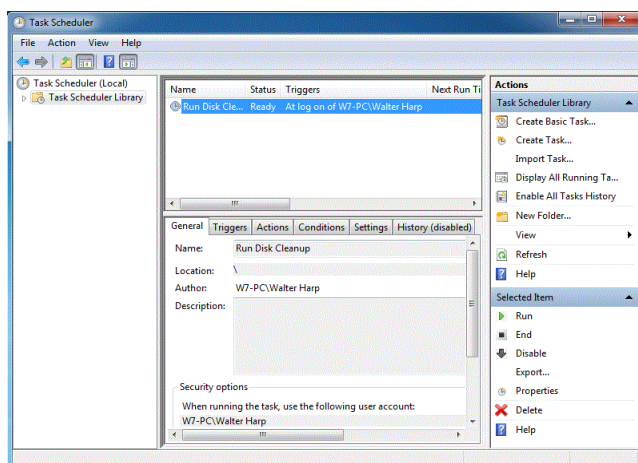 Task Scheduler
File Action View Help
Task Scheduler (Local)
Task Scheduler Library
Name Status Triggers Next Run Ti
Run Disk Cle... Ready At log on of W7-PC\Walter Harp
General Triggers Actions Conditions Settings History (disabled)
Name: Run Disk Cleanup
Location: \
Author: W7-PC\Walter Harp
Description:
Security options
When running the task, use the following user account:
W7-PC\Walter Harp
Actions
Task Scheduler Library
Create Basic Task...
Create Task...
Import Task...
Display All Running Ta...
Enable All Tasks History
New Folder...
View
Refresh
Help
Selected Item
Run
End
Disable
Export...
Properties
Delete
Help